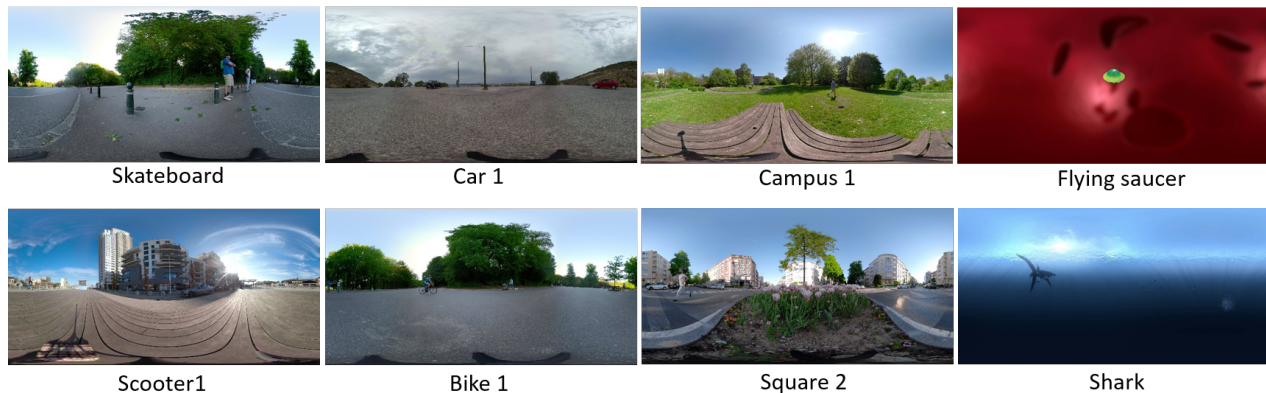 Skateboard
Car 1
Campus 1
Flying saucer
Scooter1
Bike 1
Square 2
Shark